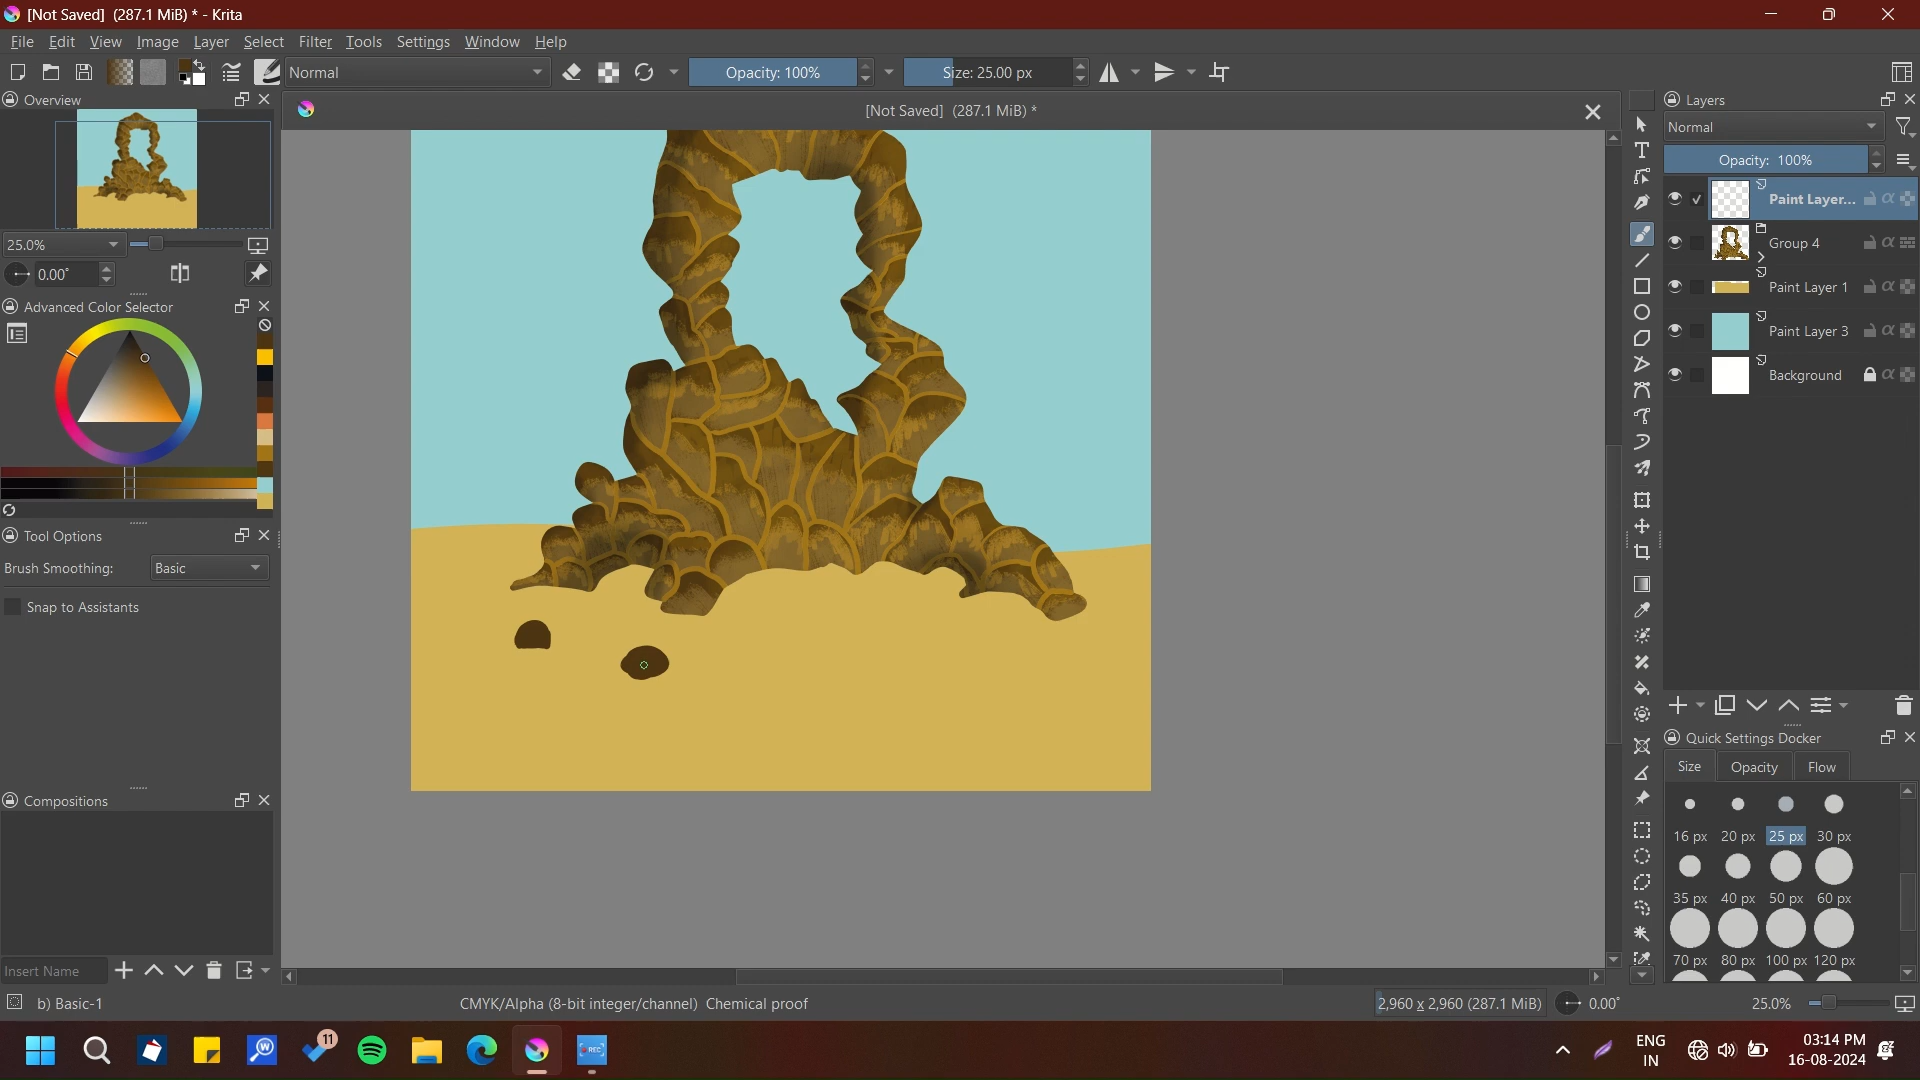 [Not Saved] (287.1 MiB) * - Krita
File Edit View Image Layer Select Filter Tools Settings Window Help
Normal Opacity: 100% Size: 25.00 px
Overview
[Not Saved] (287.1 MiB) *
Layers
Normal
Opacity: 100%
Paint Layer...
Group 4
Paint Layer 1
Paint Layer 3
Background
25.0%
0.00°
Advanced Color Selector
Tool Options
Brush Smoothing: Basic
Snap to Assistants
Compositions
Insert Name
Quick Settings Docker
Size Opacity Flow
16 px 20 px 25 px 30 px
35 px 40 px 50 px 60 px
70 px 80 px 100 px 120 px
b) Basic-1
CMYK/Alpha (8-bit integer/channel) Chemical proof
2,960 x 2,960 (287.1 MiB)
0.00°
25.0%
11
REC
ENG
IN
03:14 PM
16-08-2024